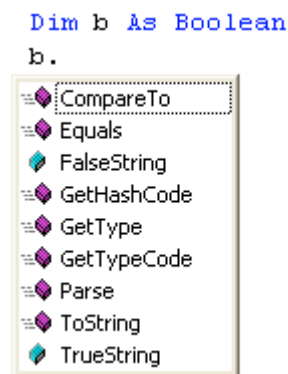 Dim b As Boolean
b.
CompareTo
Equals
FalseString
GetHashCode
GetType
GetTypeCode
Parse
ToString
TrueString